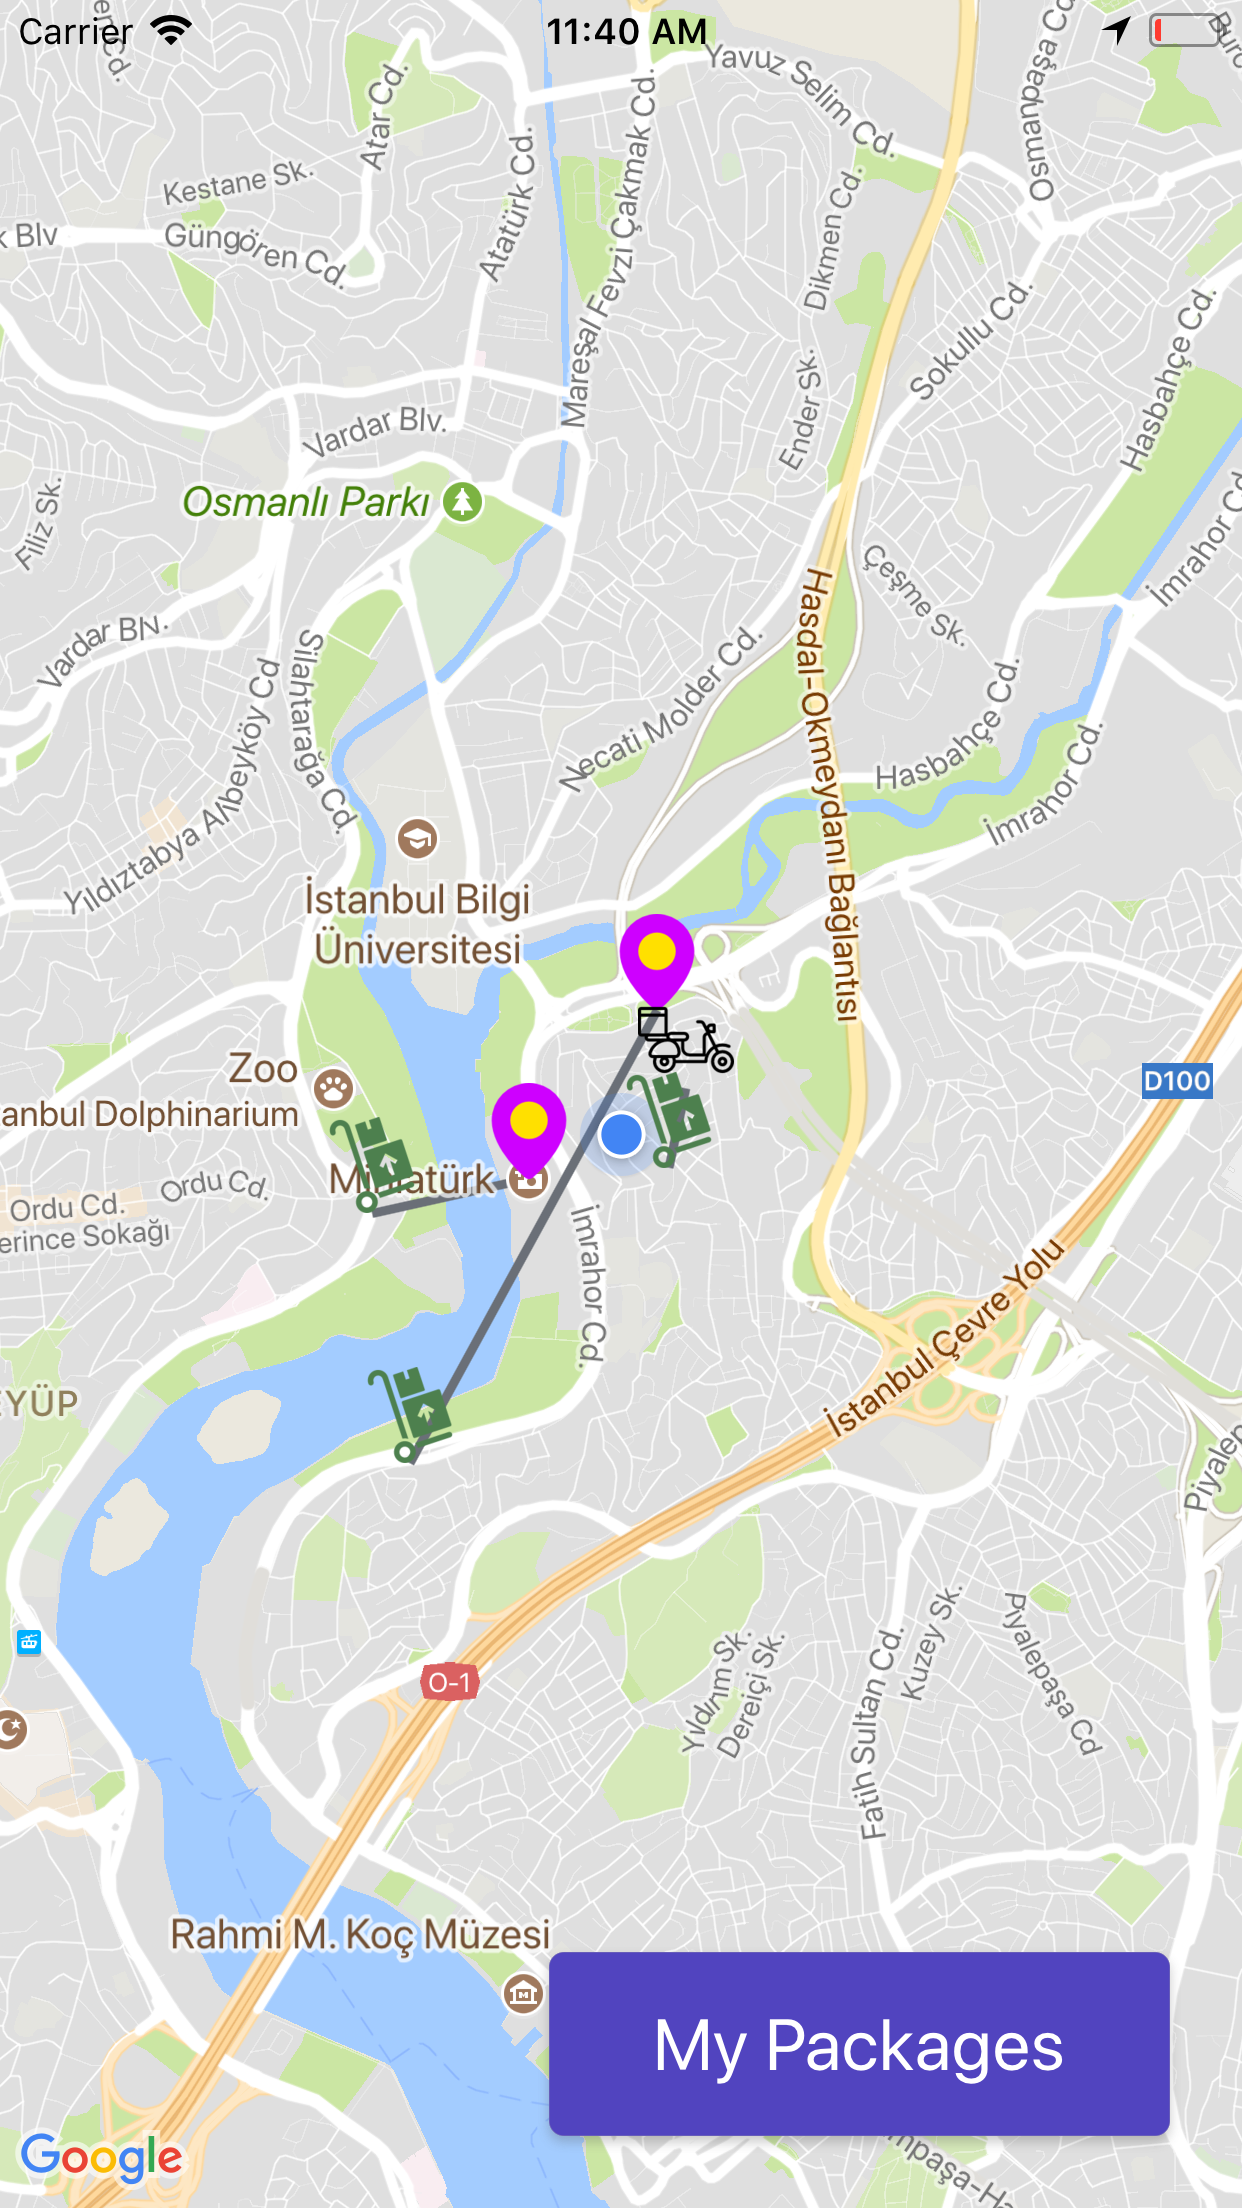 Carrier
11:40 AM
Yavuz Selim Cd.
Osmanpaşa Cd
Atar Cd.
Atatürk Cd.
Mareşal Fevzi Çakmak Cd.
Kestane Sk.
Dikmen Cd.
k Blv
Güngören Cd.
Sokullu Cd.
Hasbahçe Cd.
Ender Sk.
Vardar Blv.
Osmanlı Parkı
Filiz Sk.
İmrahor Cd
Çeşme Sk.
Hasdal-Okmeydanı Bağlantısı
Vardar Blv.
Silahtarağa Cd.
Necati Molder Cd.
Yıldıztabya Alibeyköy Cd
Hasbahçe Cd.
İmrahor Cd.
İstanbul Bilgi
Üniversitesi
Zoo
anbul Dolphinarium
D100
Miniatürk
Ordu Cd.
Ordu Cd.
erince Sokağı
İmrahor Cd.
İstanbul Çevre Yolu
EYÜP
Piyalep
Kuzey Sk.
Piyalepaşa Cd
Yıldırım Sk.
Dereiçi Sk.
Fatih Sultan Cd.
O-1
Rahmi M. Koç Müzesi
My Packages
Google
mpaşa-Ha